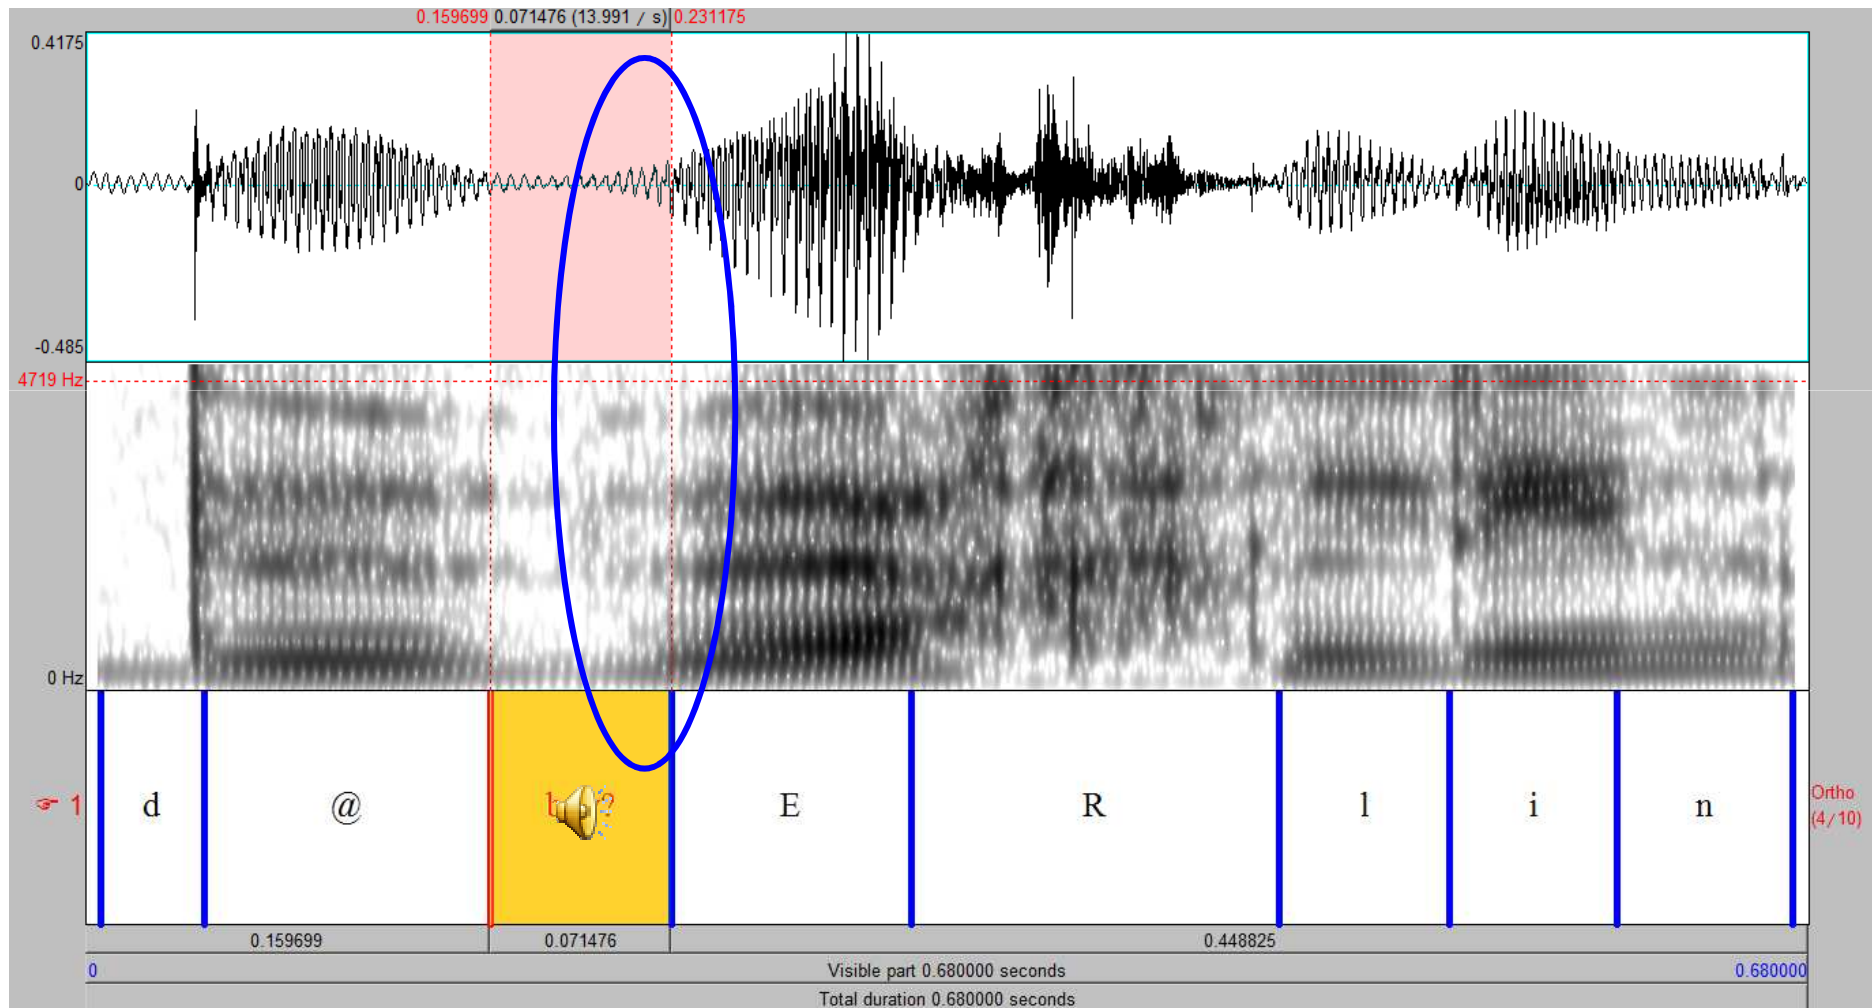 0.159699 0.071476 (13.991 / s) 0.231175
0.4175
0
-0.485
4719 Hz
0 Hz
1 d @ b ? E R l i n Ortho
(4/10)
0.159699 0.071476 0.448825
0 Visible part 0.680000 seconds 0.680000
Total duration 0.680000 seconds